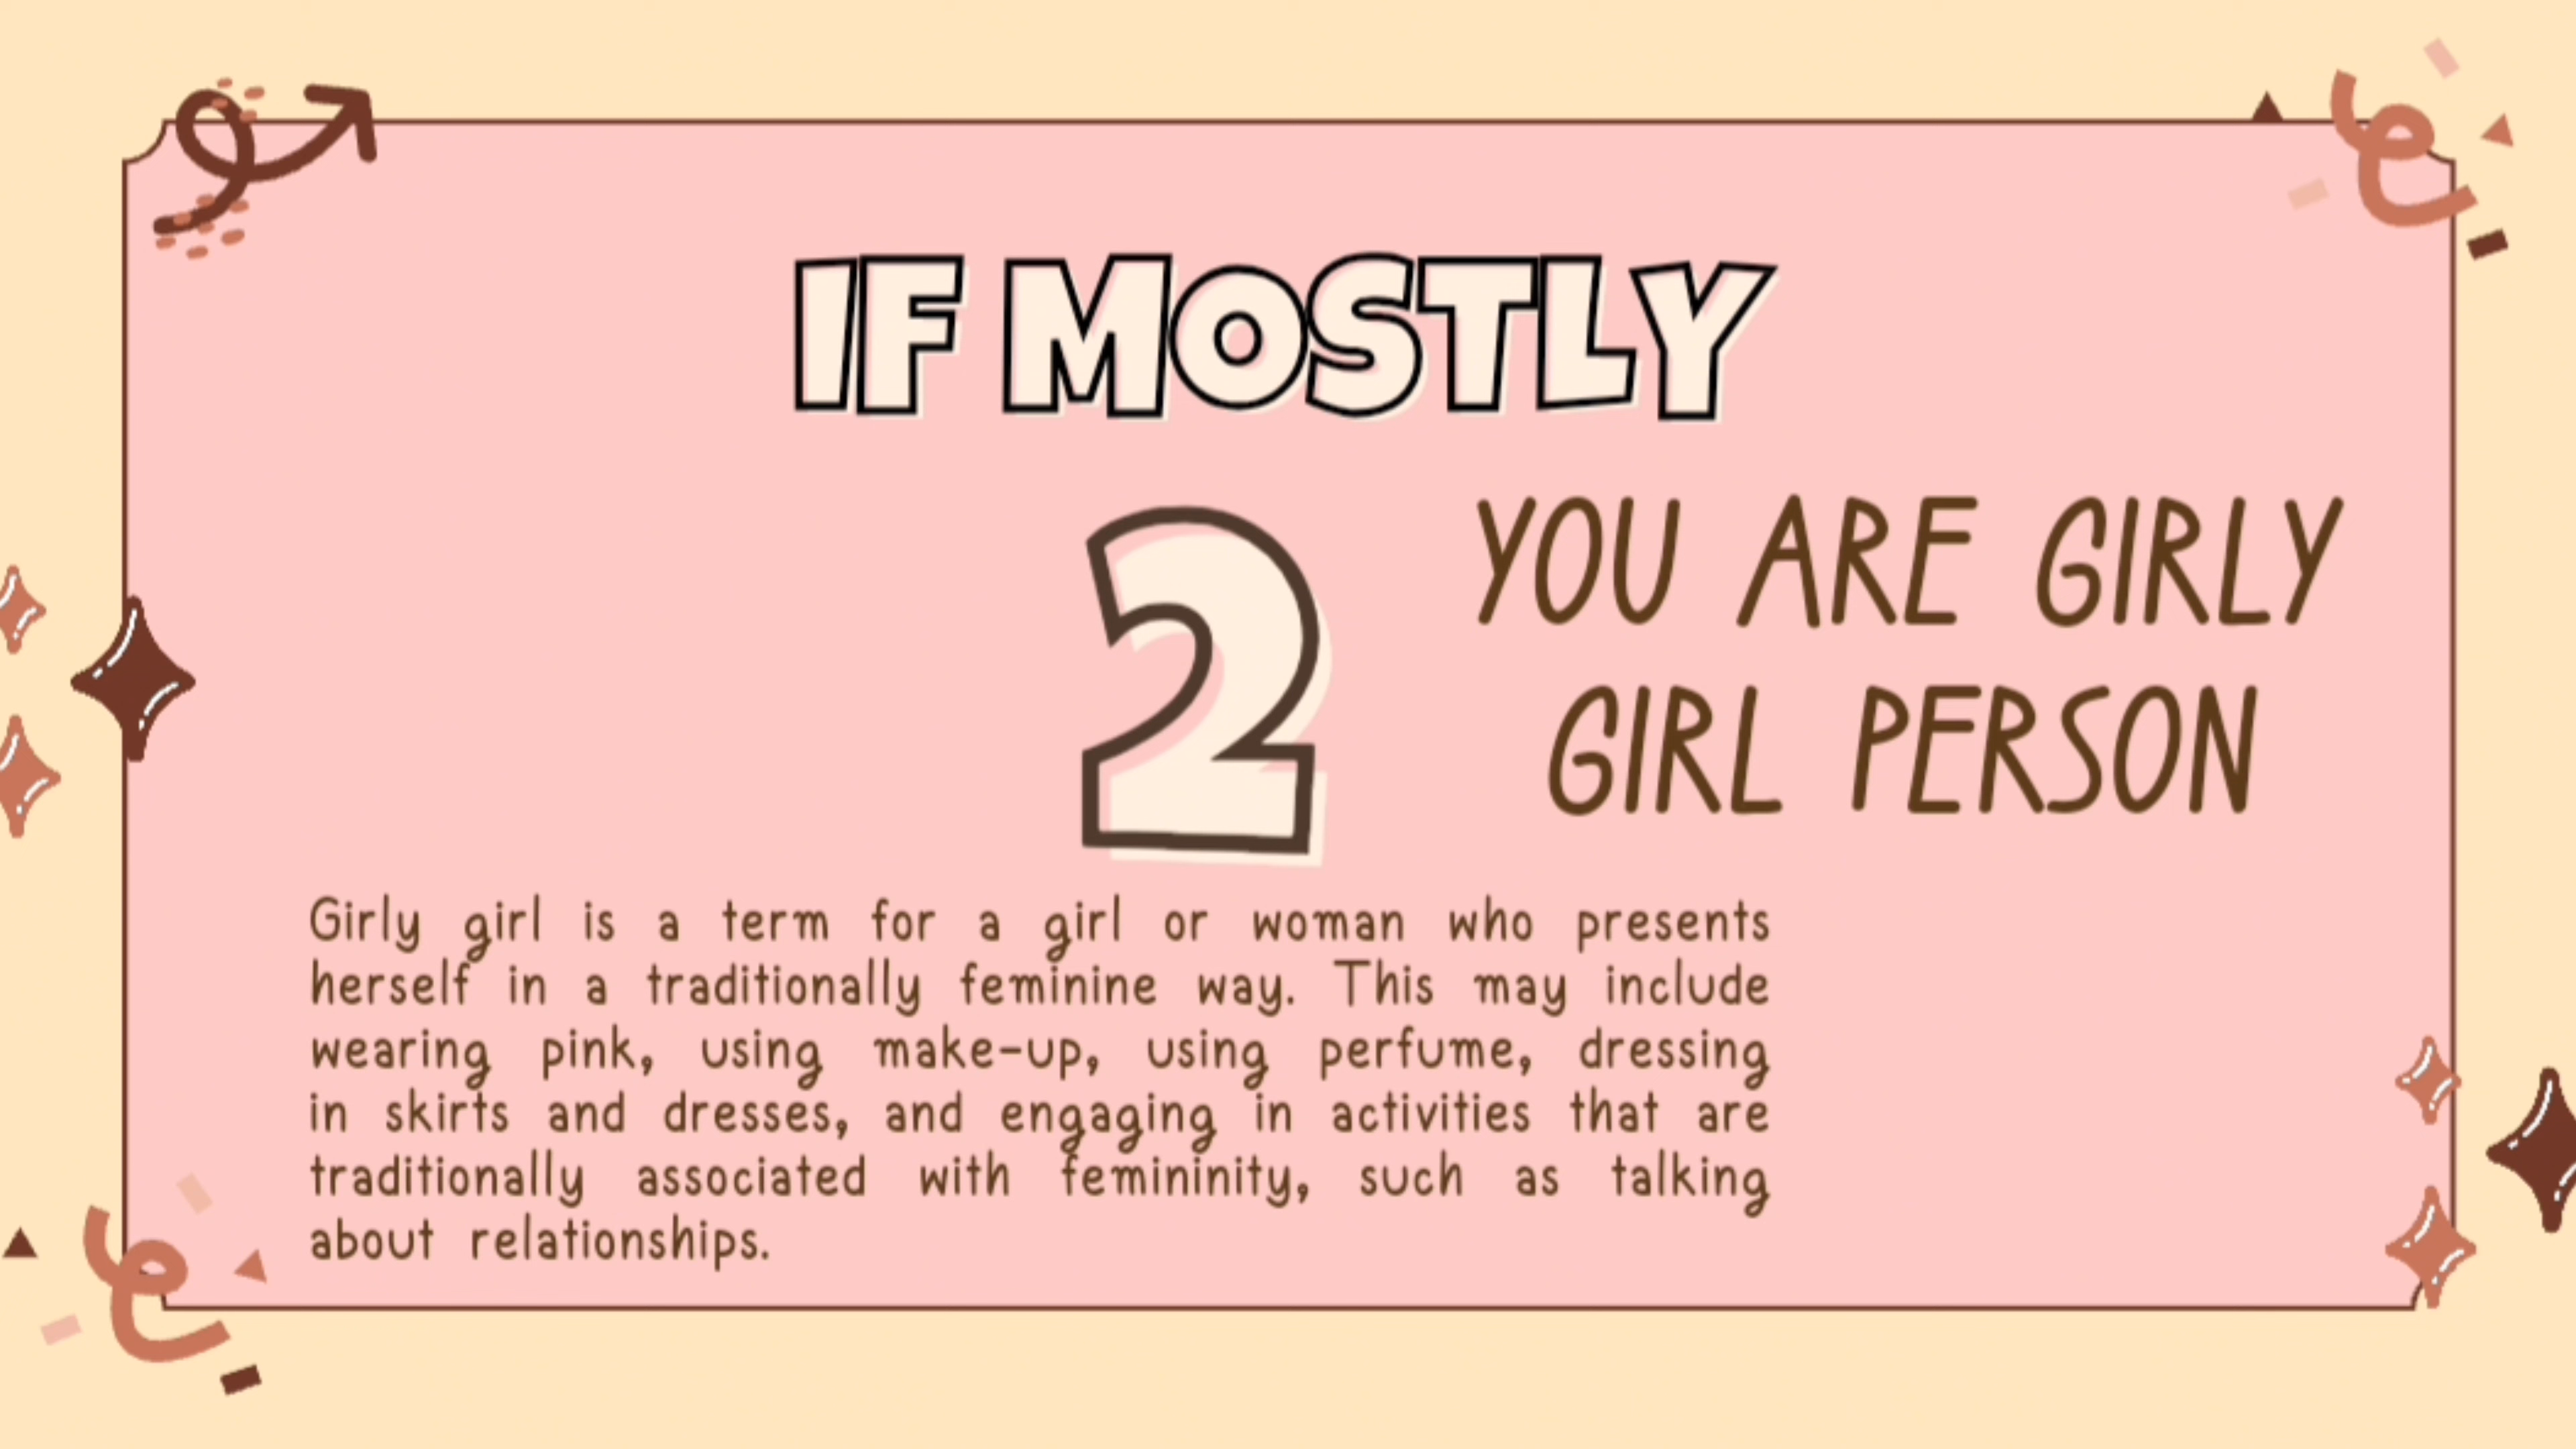 IF MOSTLY
2
YOU ARE GIRLY
GIRL PERSON
Girly girl is a term for a girl or woman who presents
herself in a traditionally feminine way. This may include
wearing pink, using make-up, using perfume, dressing
in skirts and dresses, and engaging in activities that are
traditionally associated with femininity, such as talking
about relationships.